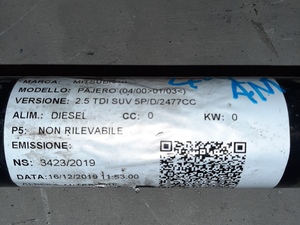 MARCA: MITSUBISHI
MODELLO: PAJERO (04/00>01/03<)
VERSIONE: 2.5 TDI SUV 5P/D/2477CC
ALIM.: DIESEL CC: 0 KW: 0
P5: NON RILEVABILE
EMISSIONE:
NS: 3423/2019
DATA: 16/12/2019 11:53.00